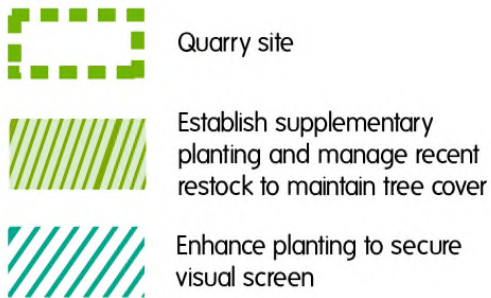 Quarry site
Establish supplementary
planting and manage recent
restock to maintain tree cover
Enhance planting to secure
visual screen